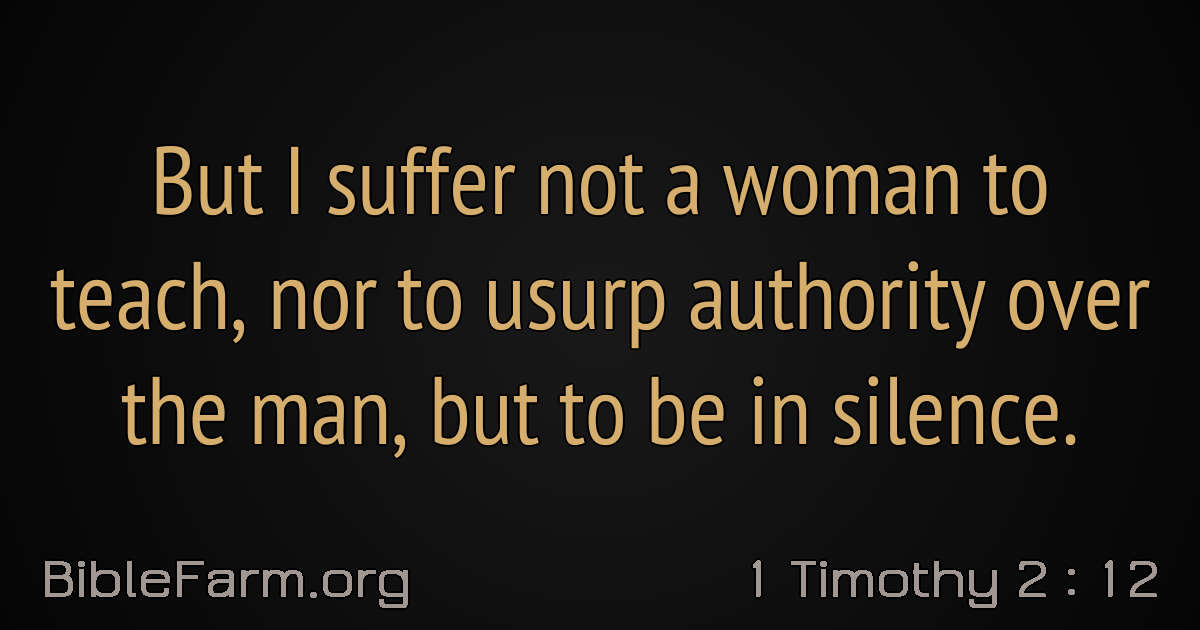 But I suffer not a woman to
teach, nor to usurp authority over
the man, but to be in silence.
BibleFarm.org
1 Timothy 2 : 12